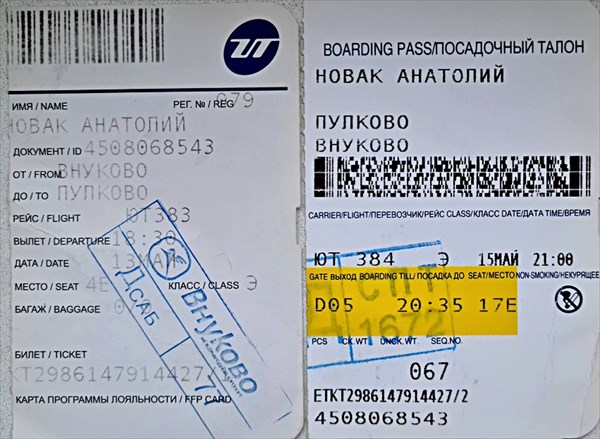 UT
ИМЯ / NAME РЕГ. № / REG 079
НОВАК АНАТОЛИЙ
ДОКУМЕНТ / ID 4508068543
ОТ / FROM ВНУКОВО
ДО / TO ПУЛКОВО
РЕЙС / FLIGHT ЮТ383
ВЫЛЕТ / DEPARTURE 18:30
ДАТА / DATE 13МАЙ
МЕСТО / SEAT 4E КЛАСС / CLASS Э
БАГАЖ / BAGGAGE
БИЛЕТ / TICKET
КТ2986147914427/
КАРТА ПРОГРАММЫ ЛОЯЛЬНОСТИ / FFP CARD
Внуково
ДСАБ
77
BOARDING PASS/ПОСАДОЧНЫЙ ТАЛОН
НОВАК АНАТОЛИЙ
ПУЛКОВО
ВНУКОВО
CARRIER/FLIGHT/ПЕРЕВОЗЧИК/РЕЙС CLASS/КЛАСС DATE/ДАТА TIME/ВРЕМЯ
ЮТ 384 Э 15МАЙ 21:00
GATE ВЫХОД BOARDING TILL/ ПОСАДКА ДО SEAT/МЕСТО NON-SMOKING/НЕКУРЯЩЕЕ
D05 20:35 17E
СПТ
1672
PCS CK.WT. UNCK.WT. SEQ.NO.
067
ETKT2986147914427/2
4508068543